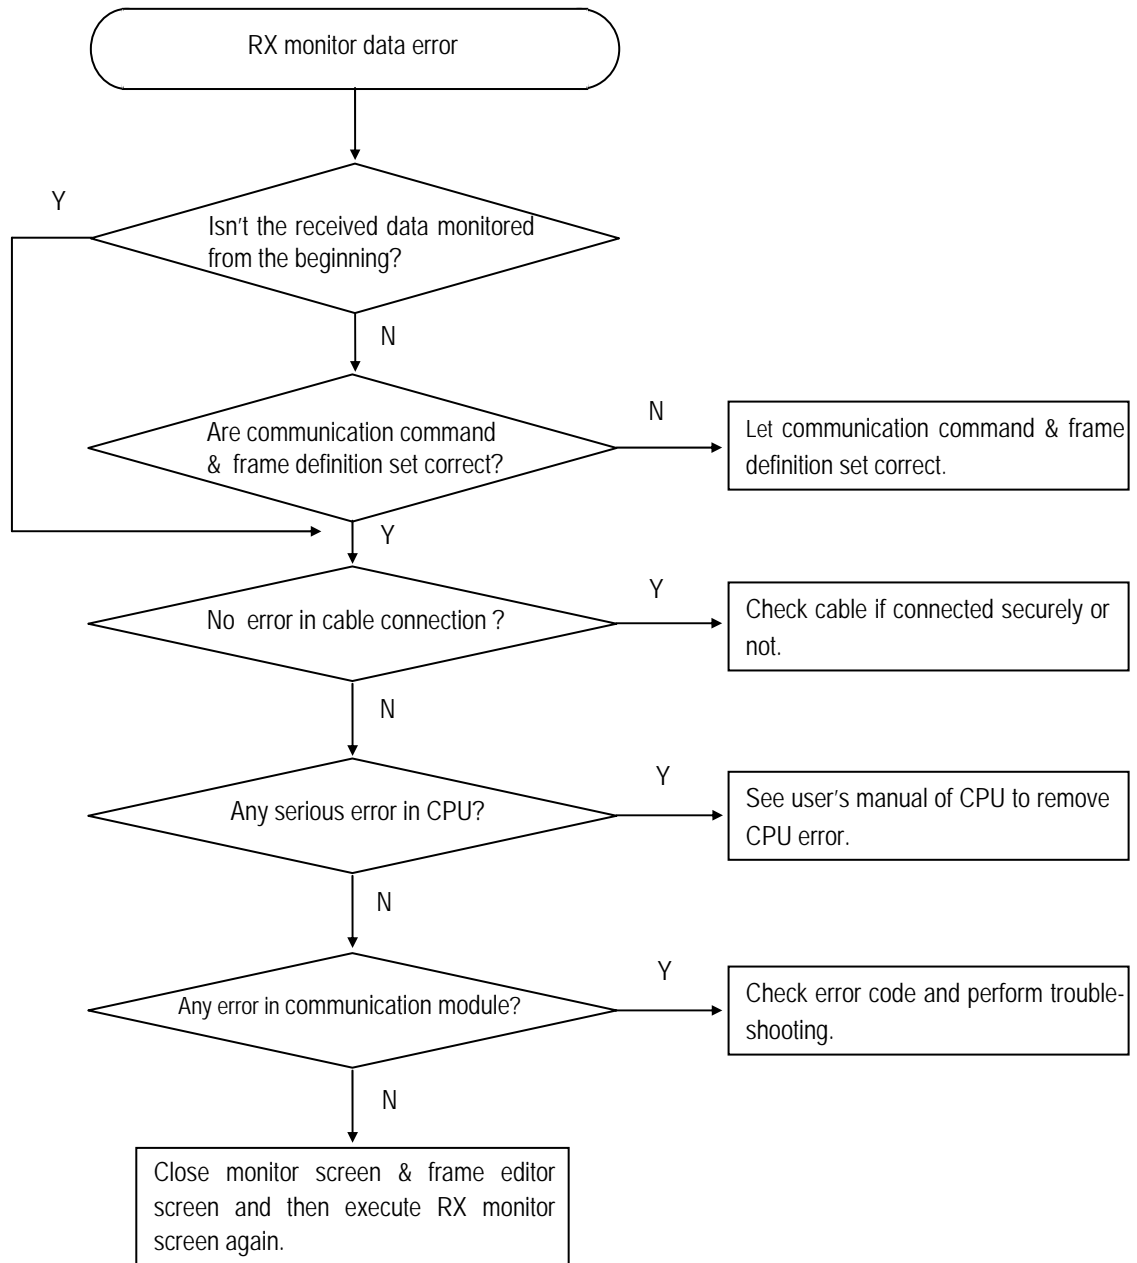 RX monitor data error
Y
Isn't the received data monitored
from the beginning?
N
Are communication command
& frame definition set correct?
N
Let communication command & frame
definition set correct.
Y
No error in cable connection ?
Y
Check cable if connected securely or
not.
N
Any serious error in CPU?
Y
See user's manual of CPU to remove
CPU error.
N
Any error in communication module?
Y
Check error code and perform trouble-
shooting.
N
Close monitor screen & frame editor
screen and then execute RX monitor
screen again.